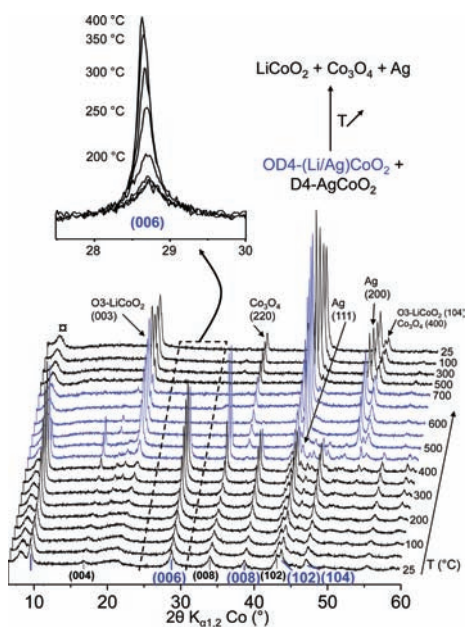 400 °C
350 °C
300 °C
250 °C
200 °C
(006)
28 29 30
LiCoO₂ + Co₃O₄ + Ag
T
OD4-(Li/Ag)CoO₂ +
D4-AgCoO₂
O3-LiCoO₂
(003)
Co₃O₄
(220)
Ag
(111)
Ag
(200)
O3-LiCoO₂ (104)
Co₃O₄ (400)
¤
25
100
300
500
700
600
500
400
300
200
100
25
T (°C)
(004) (006) (008) (008) (102) (102) (104)
10 20 30 40 50 60
2θ Kα1,2 Co (°)